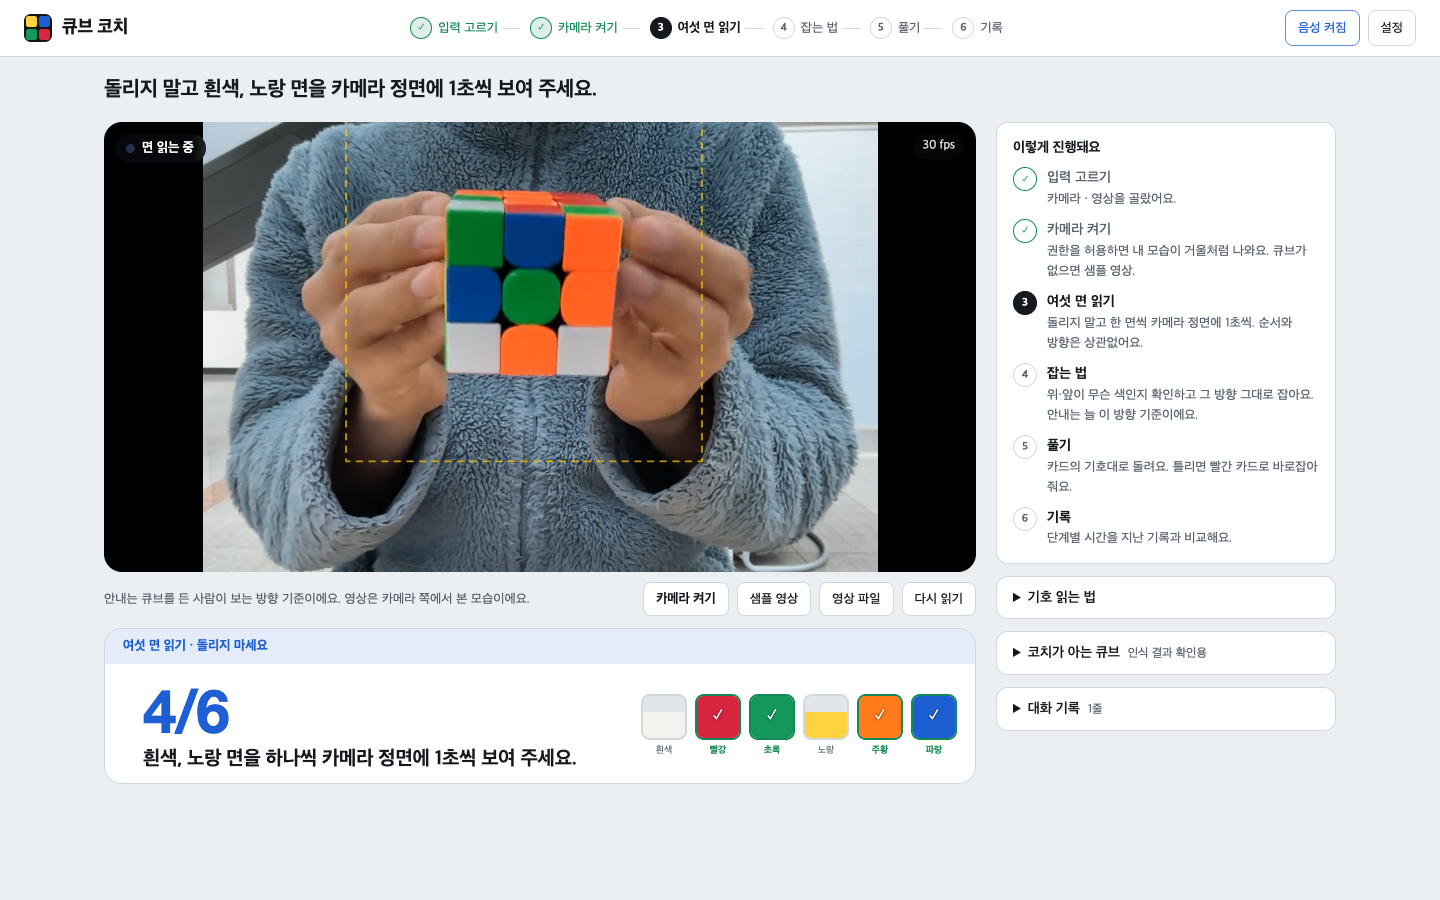 큐브 코치
✓ 입력 고르기 ✓ 카메라 켜기 3 여섯 면 읽기 4 잡는 법 5 풀기 6 기록
음성 켜짐 설정
돌리지 말고 흰색, 노랑 면을 카메라 정면에 1초씩 보여 주세요.
면 읽는 중
30 fps
안내는 큐브를 든 사람이 보는 방향 기준이에요. 영상은 카메라 쪽에서 본 모습이에요.
카메라 켜기 샘플 영상 영상 파일 다시 읽기
여섯 면 읽기 · 돌리지 마세요
4/6
흰색, 노랑 면을 하나씩 카메라 정면에 1초씩 보여 주세요.
✓ ✓ ✓ ✓
흰색 빨강 초록 노랑 주황 파랑
이렇게 진행돼요
✓ 입력 고르기
카메라 · 영상을 골랐어요.
✓ 카메라 켜기
권한을 허용하면 내 모습이 거울처럼 나와요. 큐브가
없으면 샘플 영상.
3 여섯 면 읽기
돌리지 말고 한 면씩 카메라 정면에 1초씩. 순서와
방향은 상관없어요.
4 잡는 법
위·앞이 무슨 색인지 확인하고 그 방향 그대로 잡아요.
안내는 늘 이 방향 기준이에요.
5 풀기
카드의 기호대로 돌려요. 틀리면 빨간 카드로 바로잡아
줘요.
6 기록
단계별 시간을 지난 기록과 비교해요.
▶ 기호 읽는 법
▶ 코치가 아는 큐브 인식 결과 확인용
▶ 대화 기록 1줄